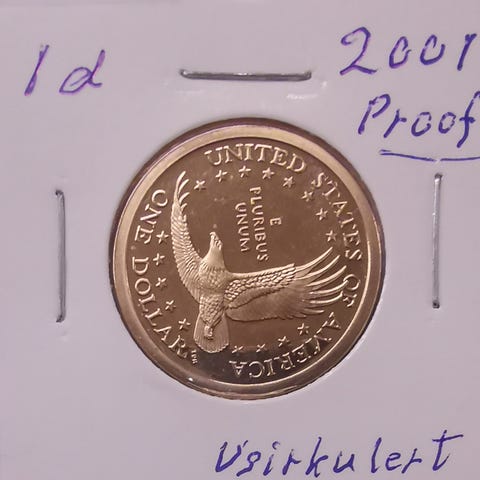 1d
2001
Proof
UNITED STATES OF AMERICA
E
PLURIBUS
UNUM
ONE DOLLAR
Usirkulert